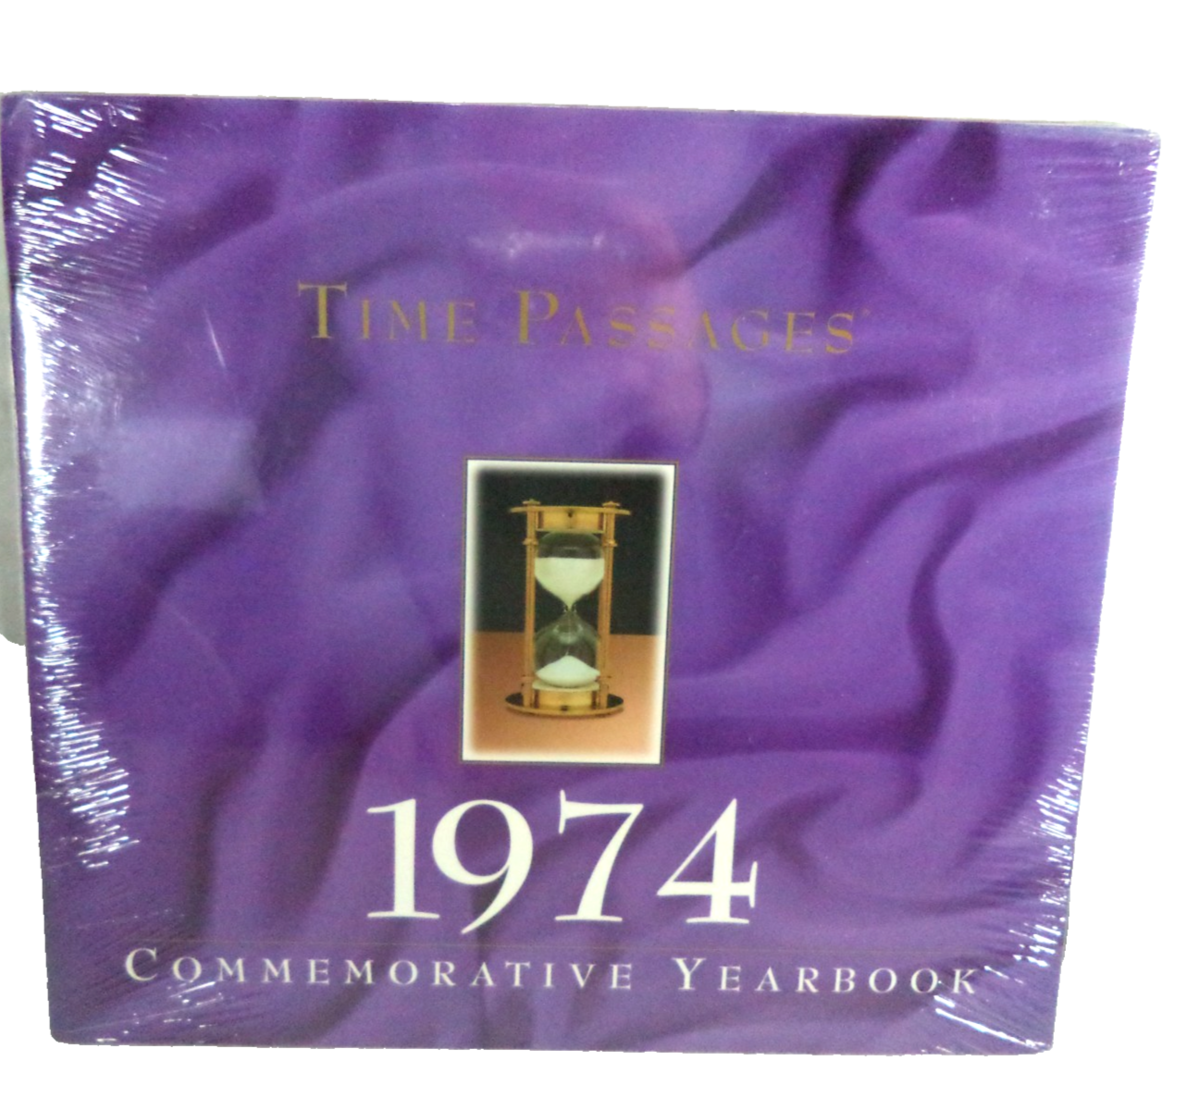 TIME PASSAGES
1974
COMMEMORATIVE YEARBOOK